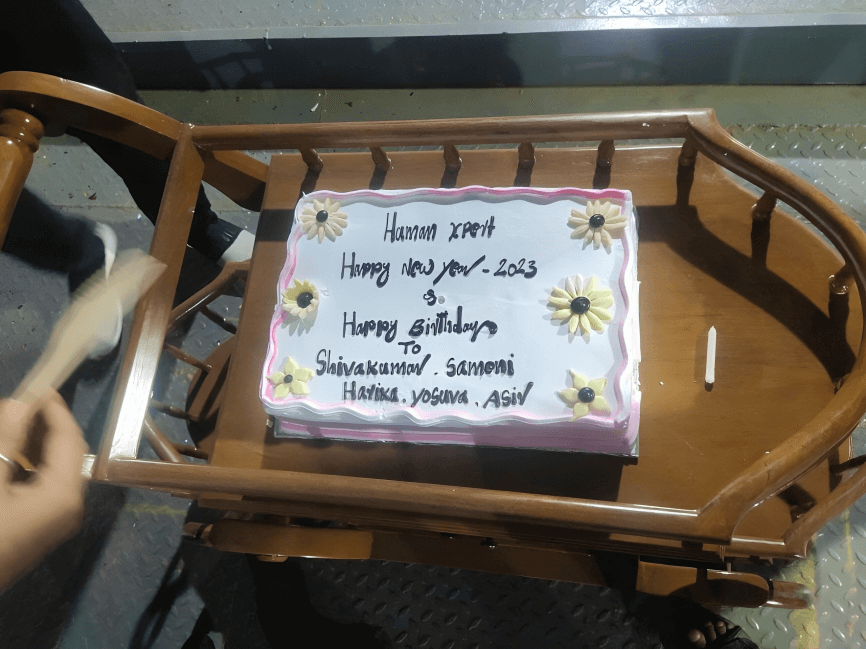 Human xpert
Happy New year - 2023
&
Happy Birthday
To
Shivakumar . Sameni
Harika . Yosuva . Asir